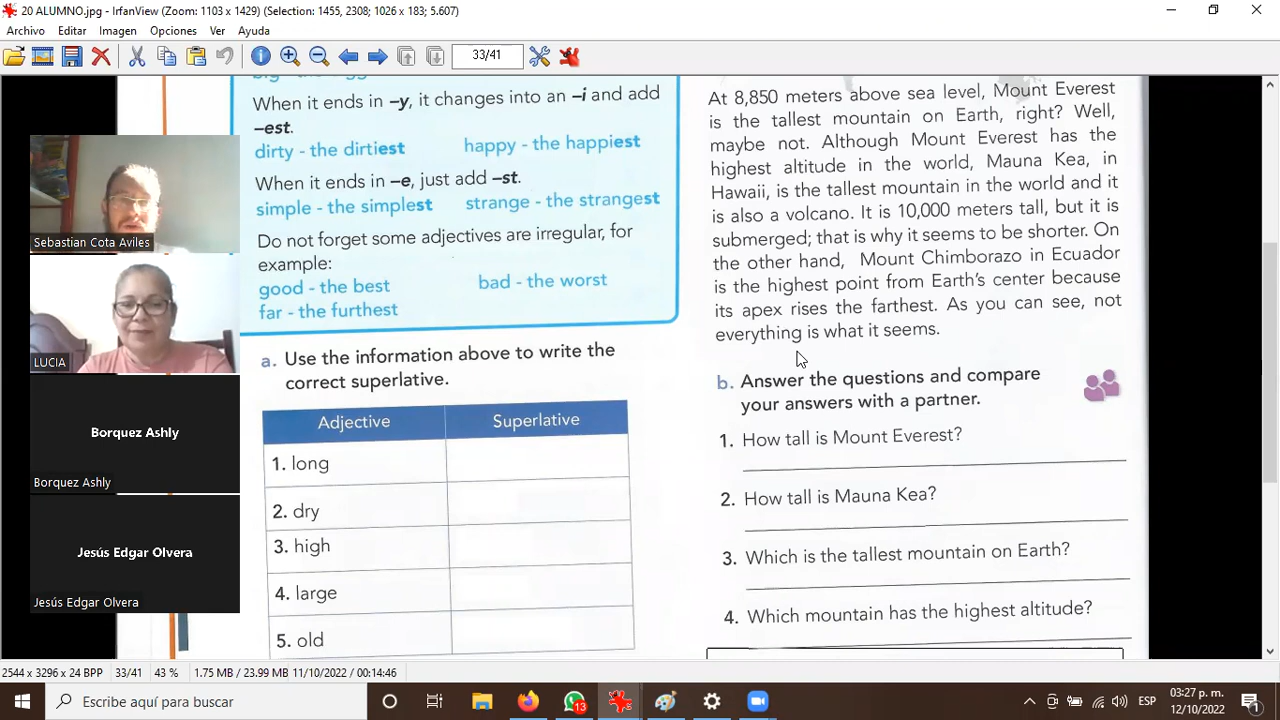 20 ALUMNO.jpg - IrfanView (Zoom: 1103 x 1429) (Selection: 1455, 2308; 1026 x 183; 5.607)
Archivo Editar Imagen Opciones Ver Ayuda
33/41
When it ends in –y, it changes into an –i and add
–est.
dirty - the dirtiest happy - the happiest
When it ends in –e, just add –st.
simple - the simplest strange - the strangest
Do not forget some adjectives are irregular, for
example:
good - the best bad - the worst
far - the furthest
a. Use the information above to write the
correct superlative.
Adjective Superlative
1. long
2. dry
3. high
4. large
5. old
At 8,850 meters above sea level, Mount Everest
is the tallest mountain on Earth, right? Well,
maybe not. Although Mount Everest has the
highest altitude in the world, Mauna Kea, in
Hawaii, is the tallest mountain in the world and it
is also a volcano. It is 10,000 meters tall, but it is
submerged; that is why it seems to be shorter. On
the other hand, Mount Chimborazo in Ecuador
is the highest point from Earth's center because
its apex rises the farthest. As you can see, not
everything is what it seems.
b. Answer the questions and compare
your answers with a partner.
1. How tall is Mount Everest?
2. How tall is Mauna Kea?
3. Which is the tallest mountain on Earth?
4. Which mountain has the highest altitude?
Sebastian Cota Aviles
LUCIA
Borquez Ashly
Borquez Ashly
Jesús Edgar Olvera
Jesús Edgar Olvera
2544 x 3296 x 24 BPP 33/41 43 % 1.75 MB / 23.99 MB 11/10/2022 / 00:14:46
Escribe aquí para buscar
13
ESP
03:27 p. m.
12/10/2022
1